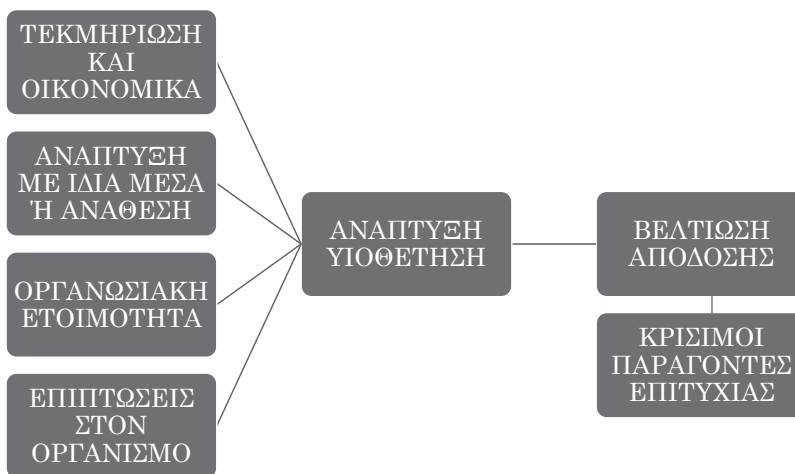 ΤΕΚΜΗΡΙΩΣΗ
ΚΑΙ
ΟΙΚΟΝΟΜΙΚΑ
ΑΝΑΠΤΥΞΗ
ΜΕ ΙΔΙΑ ΜΕΣΑ
Ή ΑΝΑΘΕΣΗ
ΟΡΓΑΝΩΣΙΑΚΗ
ΕΤΟΙΜΟΤΗΤΑ
ΕΠΙΠΤΩΣΕΙΣ
ΣΤΟΝ
ΟΡΓΑΝΙΣΜΟ
ΑΝΑΠΤΥΞΗ
ΥΙΟΘΕΤΗΣΗ
ΒΕΛΤΙΩΣΗ
ΑΠΟΔΟΣΗΣ
ΚΡΙΣΙΜΟΙ
ΠΑΡΑΓΟΝΤΕΣ
ΕΠΙΤΥΧΙΑΣ